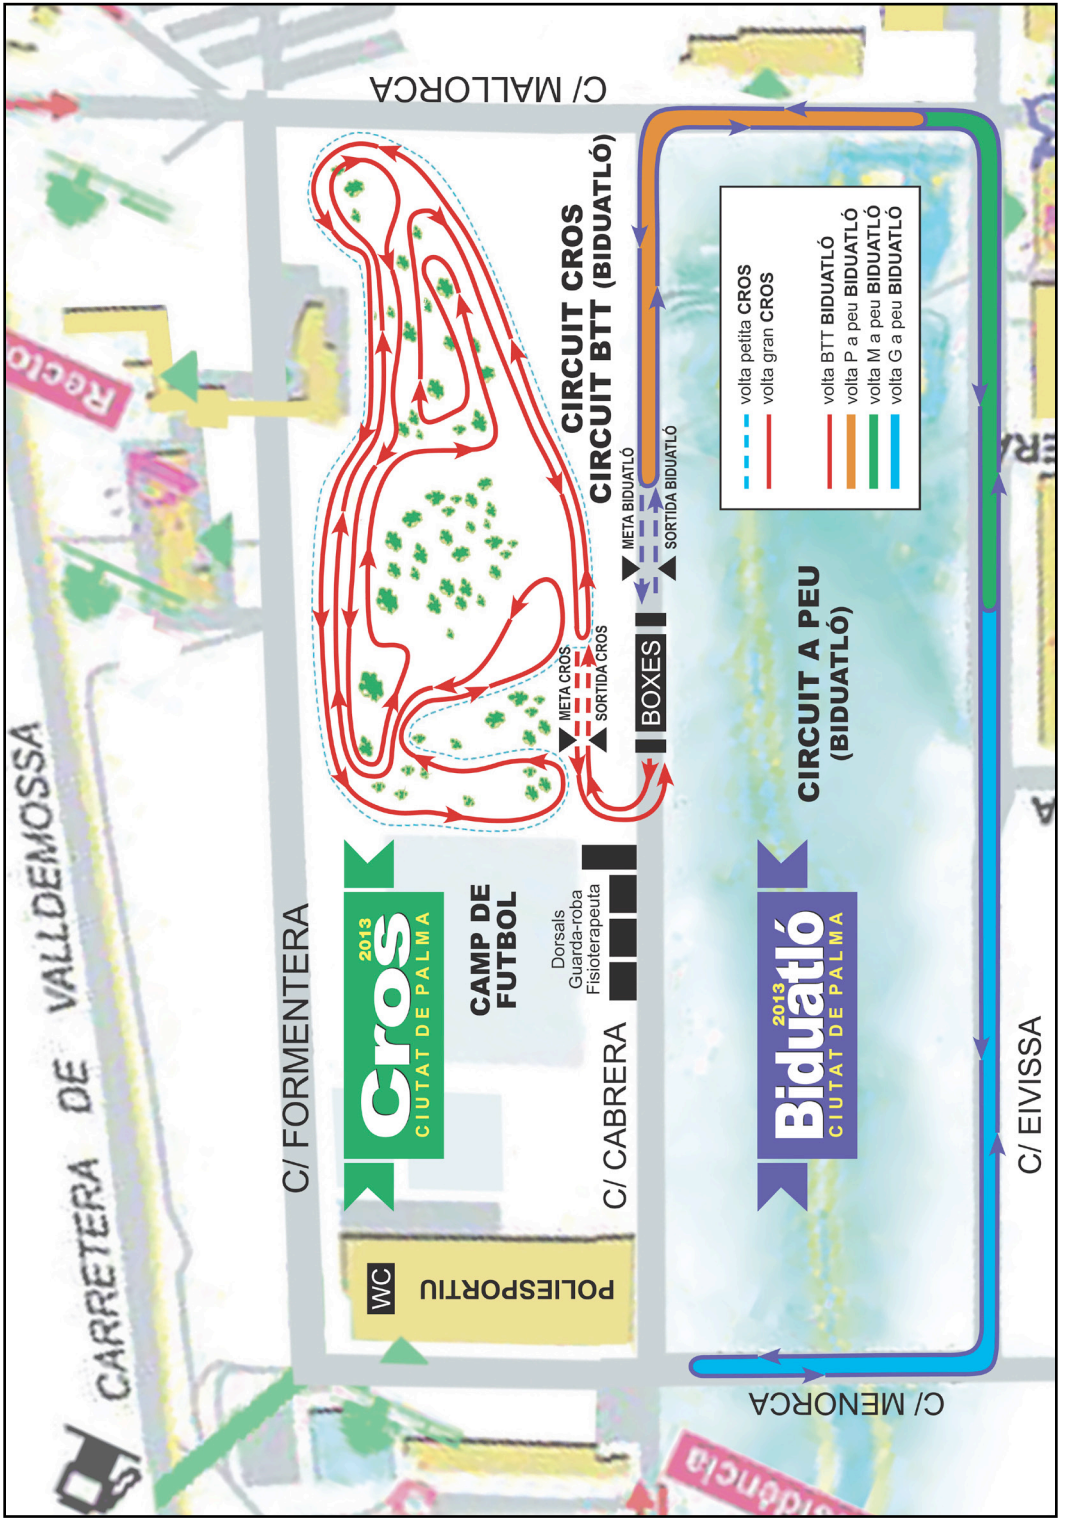 CARRETERA DE VALLDEMOSSA
Recto
C/ MALLORCA
C/ FORMENTERA
CIRCUIT CROS
CIRCUIT BTT (BIDUATLÓ)
2013
Cros
CIUTAT DE PALMA
CAMP DE
FUTBOL
Dorsals
Guarda-roba
Fisioterapeuta
META CROS
SORTIDA CROS
META BIDUATLÓ
SORTIDA BIDUATLÓ
BOXES
C/ CABRERA
WC
POLIESPORTIU
volta petita CROS
volta gran CROS
volta BTT BIDUATLÓ
volta P a peu BIDUATLÓ
volta M a peu BIDUATLÓ
volta G a peu BIDUATLÓ
CIRCUIT A PEU
(BIDUATLÓ)
2013
Biduatló
CIUTAT DE PALMA
C/ EIVISSA
C/ MENORCA
sidència